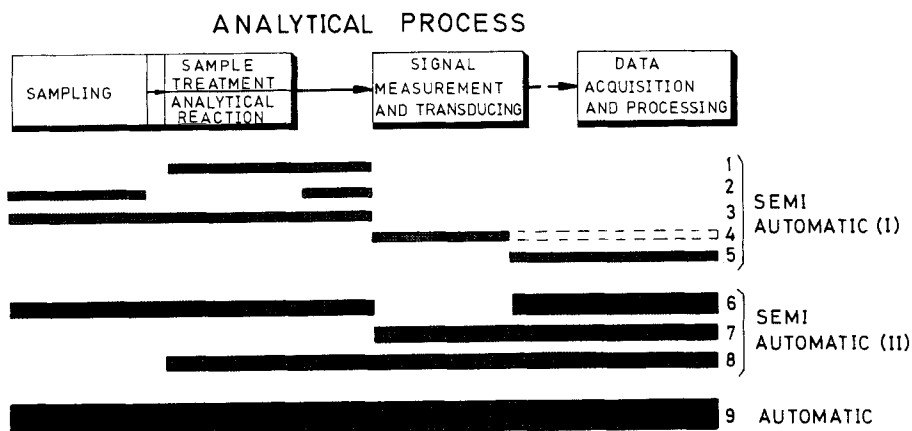 ANALYTICAL PROCESS
SAMPLING
SAMPLE
TREATMENT
ANALYTICAL
REACTION
SIGNAL
MEASUREMENT
AND TRANSDUCING
DATA
ACQUISITION
AND PROCESSING
1
2
3
4
5
SEMI
AUTOMATIC (I)
6
7
8
SEMI
AUTOMATIC (II)
9 AUTOMATIC